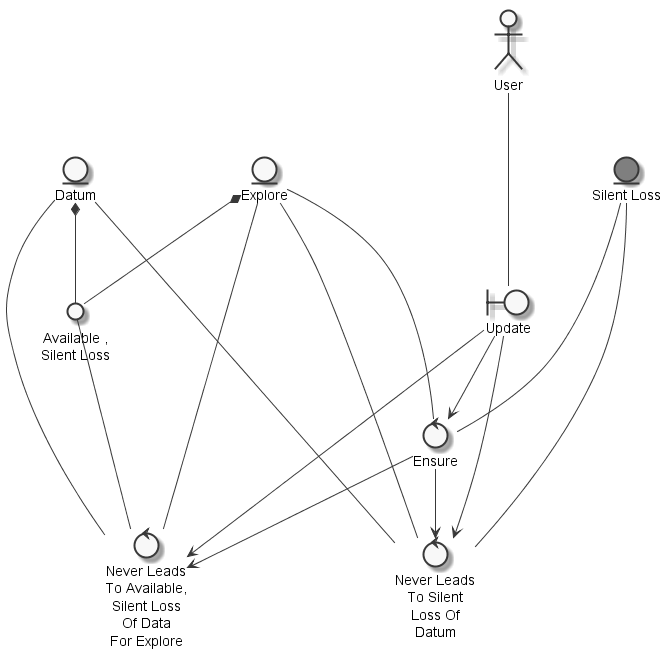 User
Datum
Explore
Silent Loss
Available ,
Silent Loss
Update
Ensure
Never Leads
To Available,
Silent Loss
Of Data
For Explore
Never Leads
To Silent
Loss Of
Datum